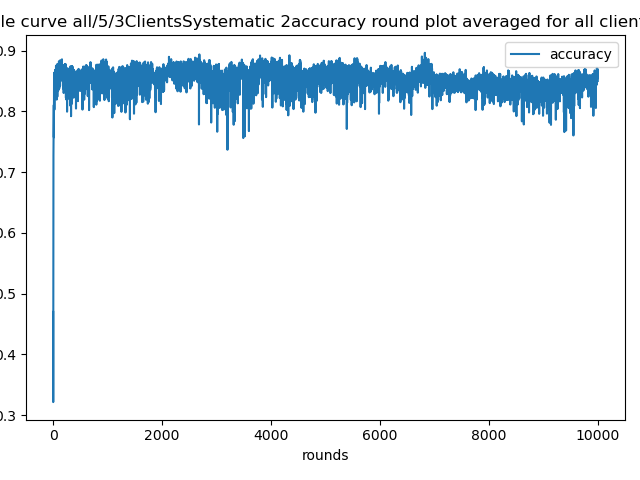 le curve all/5/3ClientsSystematic 2accuracy round plot averaged for all client
accuracy
0.9
0.8
0.7
0.6
0.5
0.4
0.3
0 2000 4000 6000 8000 10000
rounds